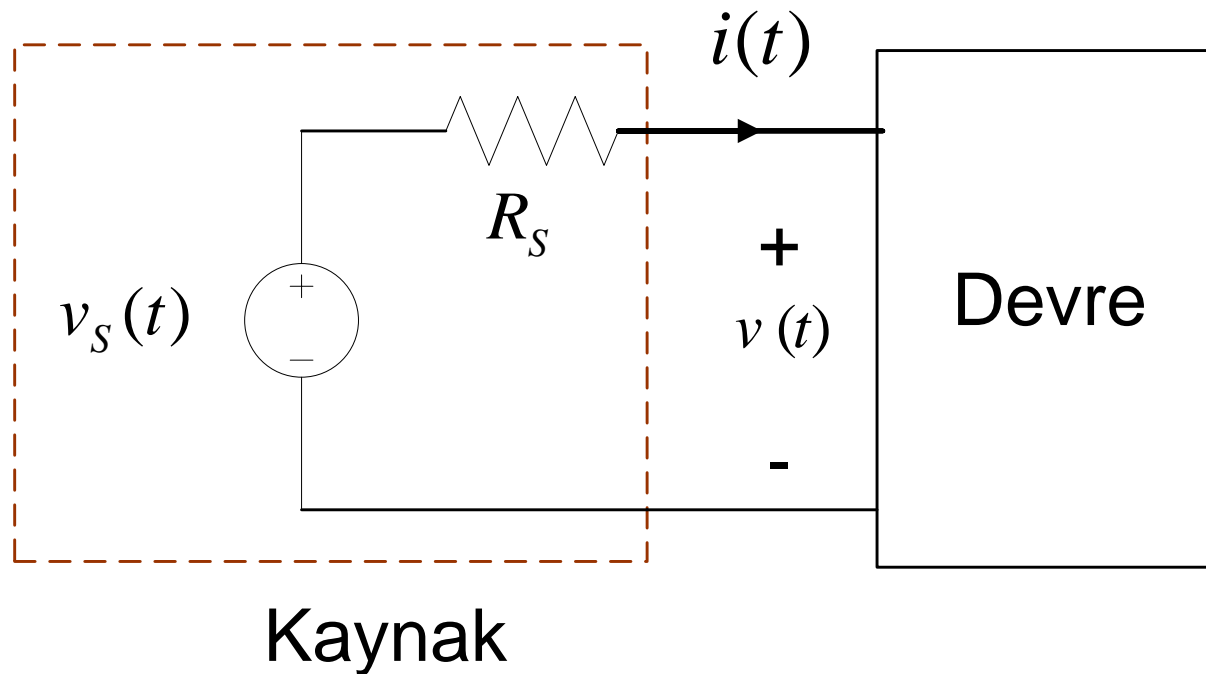 i(t)
R_S
+
v_S(t)
+
v(t)
Devre
-
-
Kaynak